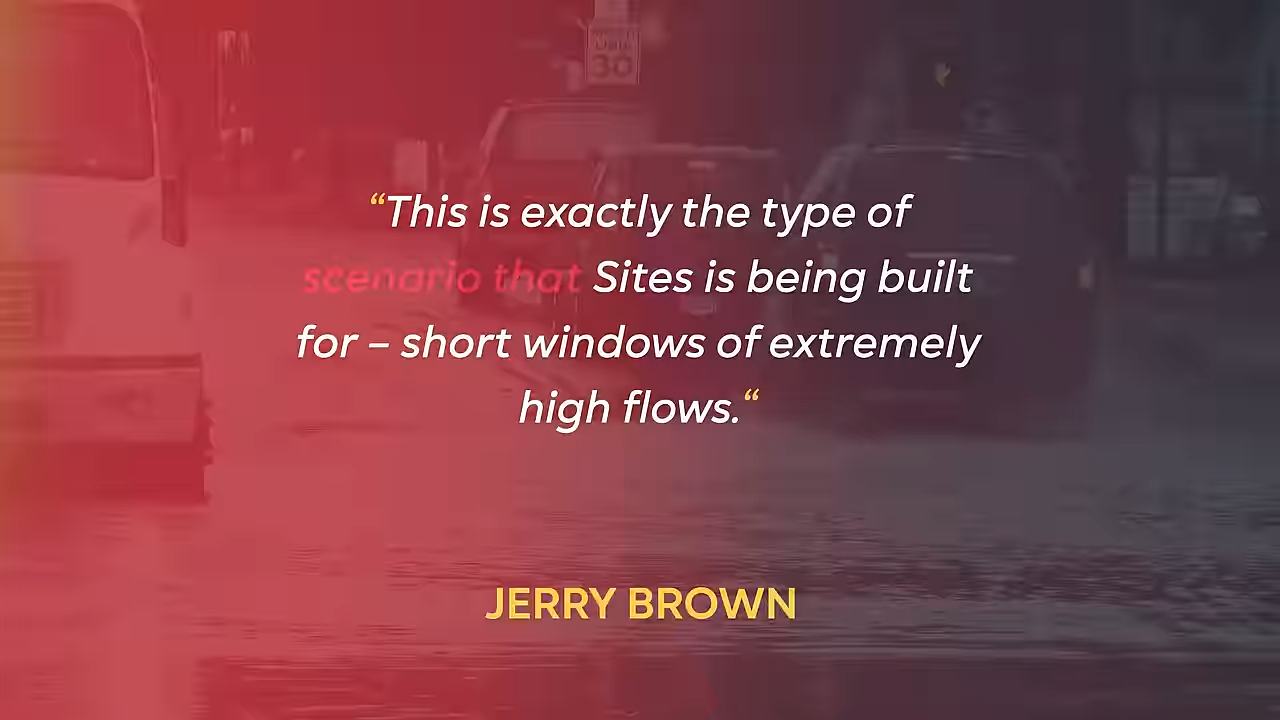 30
“This is exactly the type of
scenario that Sites is being built
for – short windows of extremely
high flows.“
JERRY BROWN